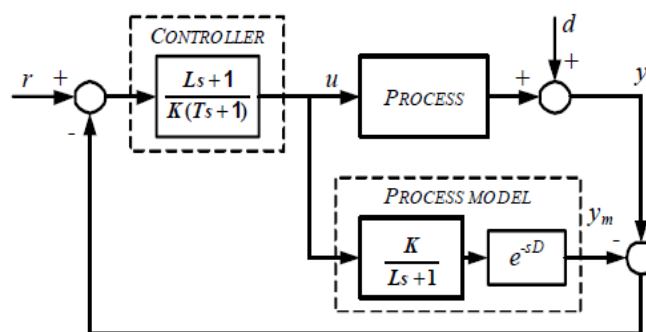 CONTROLLER
d
r
+
Ls+1
K(Ts+1)
u
PROCESS
+
+
y
-
PROCESS MODEL
y_m
K
Ls+1
e^{-sD}
-